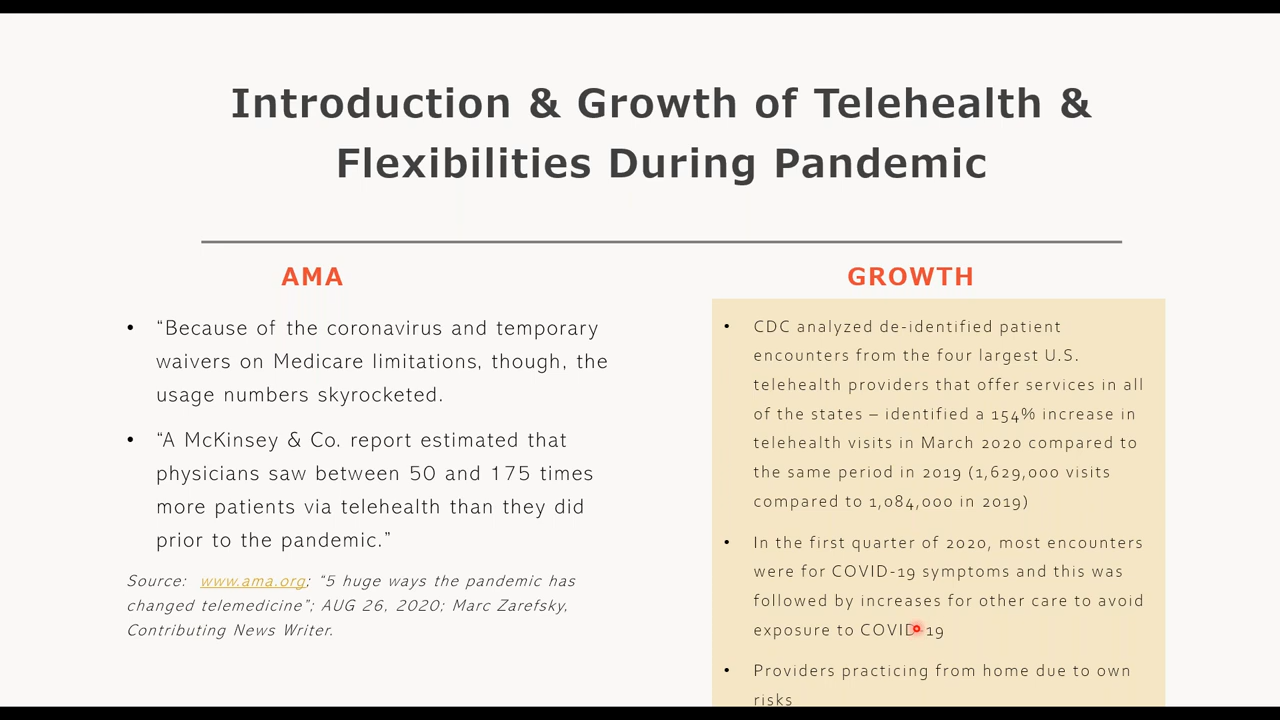 Introduction & Growth of Telehealth &
Flexibilities During Pandemic
AMA
• “Because of the coronavirus and temporary
waivers on Medicare limitations, though, the
usage numbers skyrocketed.
• “A McKinsey & Co. report estimated that
physicians saw between 50 and 175 times
more patients via telehealth than they did
prior to the pandemic.”
Source: www.ama.org; “5 huge ways the pandemic has
changed telemedicine”; AUG 26, 2020; Marc Zarefsky,
Contributing News Writer.
GROWTH
• CDC analyzed de-identified patient
encounters from the four largest U.S.
telehealth providers that offer services in all
of the states – identified a 154% increase in
telehealth visits in March 2020 compared to
the same period in 2019 (1,629,000 visits
compared to 1,084,000 in 2019)
• In the first quarter of 2020, most encounters
were for COVID-19 symptoms and this was
followed by increases for other care to avoid
exposure to COVID-19
• Providers practicing from home due to own
risks